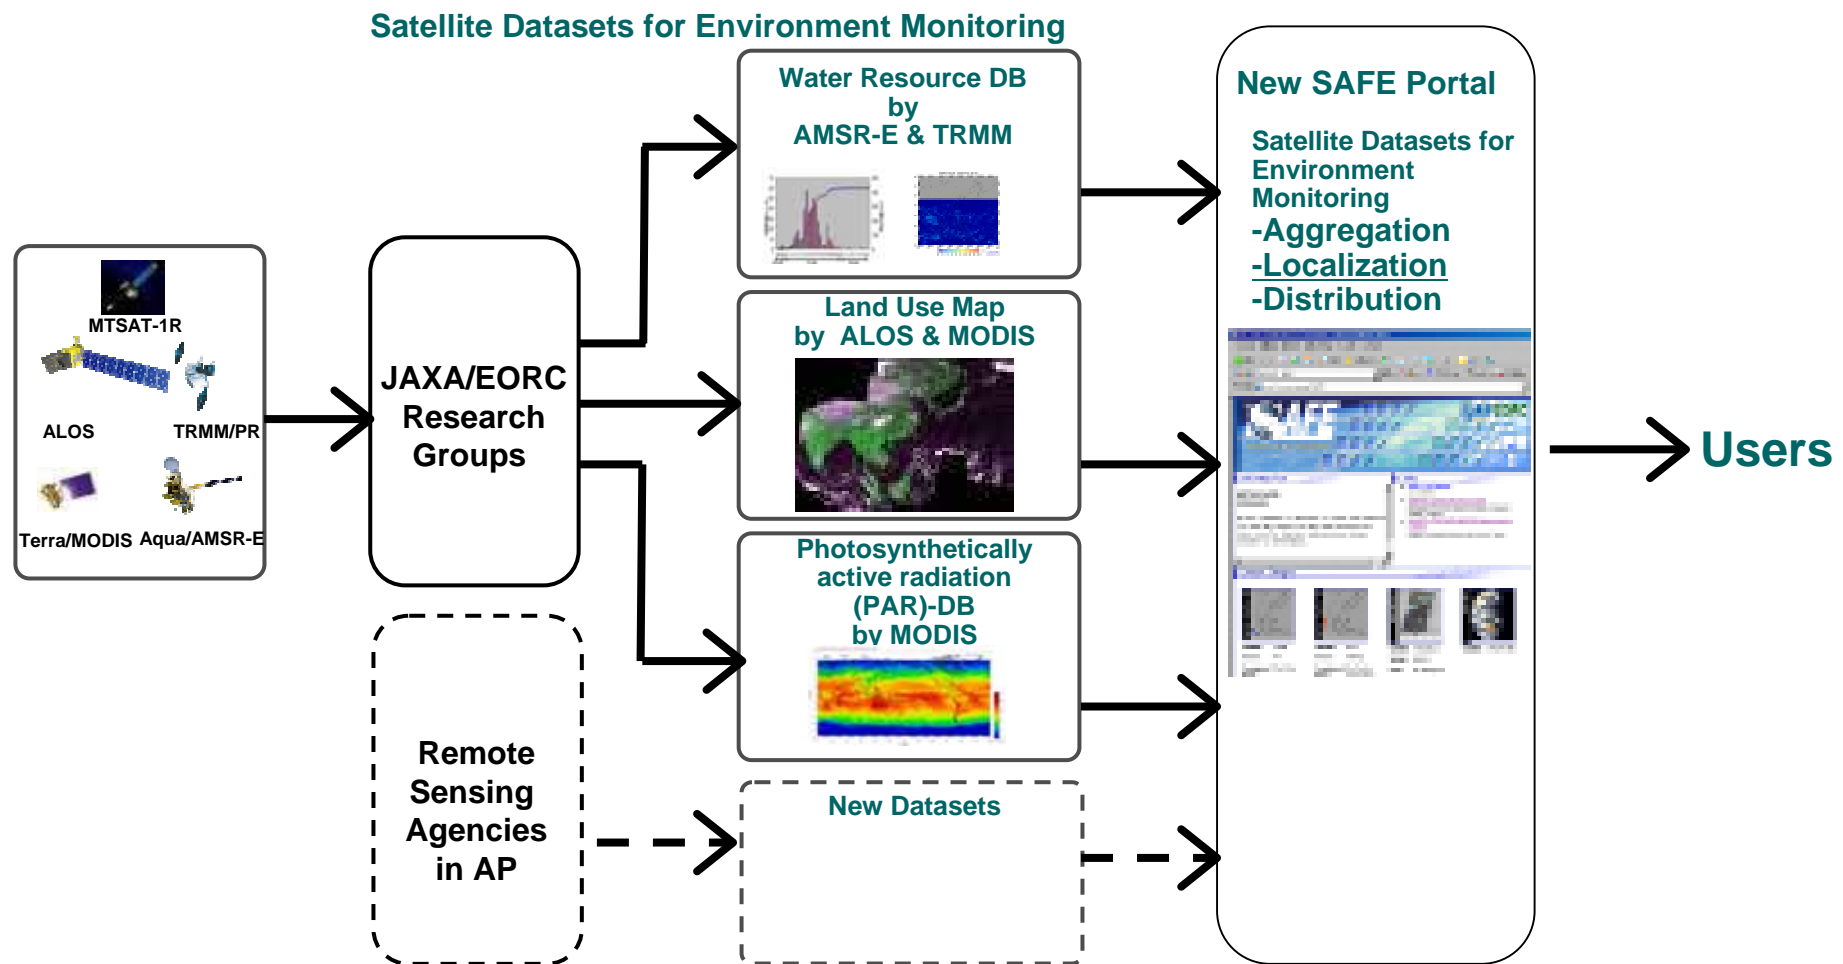 Satellite Datasets for Environment Monitoring
MTSAT-1R
ALOS
TRMM/PR
Terra/MODIS
Aqua/AMSR-E
JAXA/EORC
Research
Groups
Remote
Sensing
Agencies
in AP
Water Resource DB
by
AMSR-E & TRMM
Land Use Map
by ALOS & MODIS
Photosynthetically
active radiation
(PAR)-DB
by MODIS
New Datasets
New SAFE Portal
Satellite Datasets for
Environment
Monitoring
-Aggregation
-Localization
-Distribution
SAFE
Users